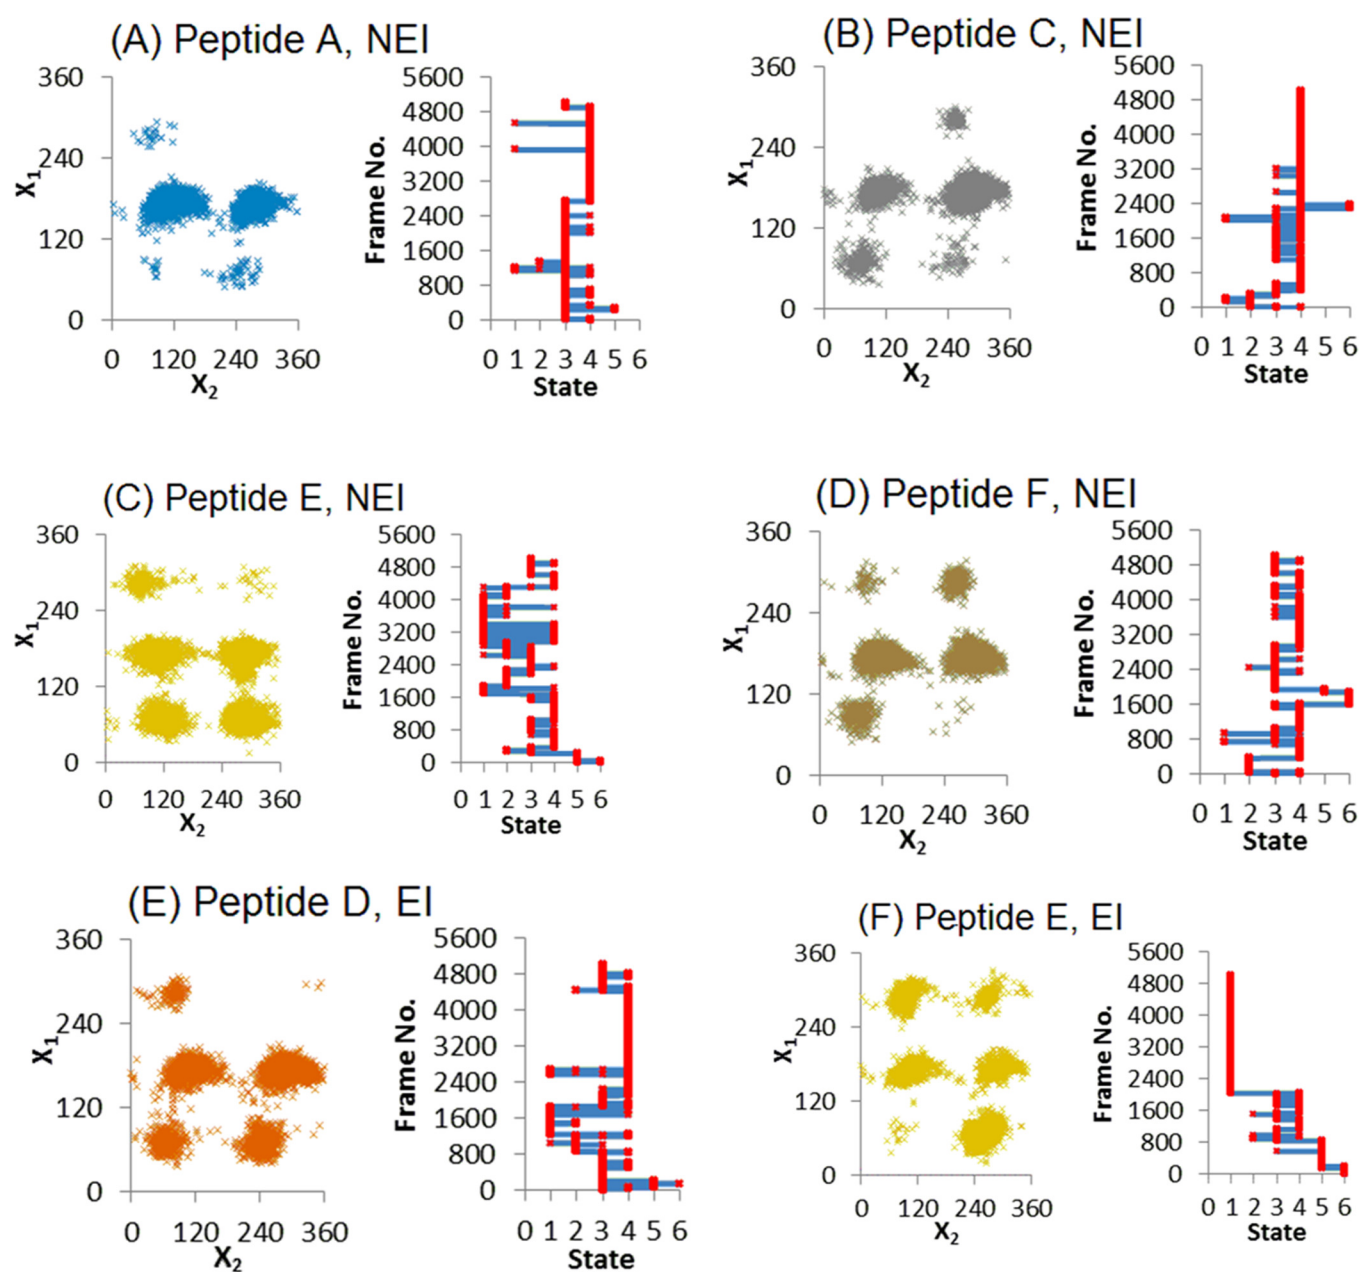 (A) Peptide A, NEI
360
240
120
0
X1
0 120 240 360
X2
5600
4800
4000
3200
2400
1600
800
0
Frame No.
0 1 2 3 4 5 6
State
(B) Peptide C, NEI
360
240
120
0
X1
0 120 240 360
X2
5600
4800
4000
3200
2400
1600
800
0
Frame No.
0 1 2 3 4 5 6
State
(C) Peptide E, NEI
360
240
120
0
X1
0 120 240 360
X2
5600
4800
4000
3200
2400
1600
800
0
Frame No.
0 1 2 3 4 5 6
State
(D) Peptide F, NEI
360
240
120
0
X1
0 120 240 360
X2
5600
4800
4000
3200
2400
1600
800
0
Frame No.
0 1 2 3 4 5 6
State
(E) Peptide D, EI
360
240
120
0
X1
0 120 240 360
X2
5600
4800
4000
3200
2400
1600
800
0
Frame No.
0 1 2 3 4 5 6
State
(F) Peptide E, EI
360
240
120
0
X1
0 120 240 360
X2
5600
4800
4000
3200
2400
1600
800
0
Frame No.
0 1 2 3 4 5 6
State